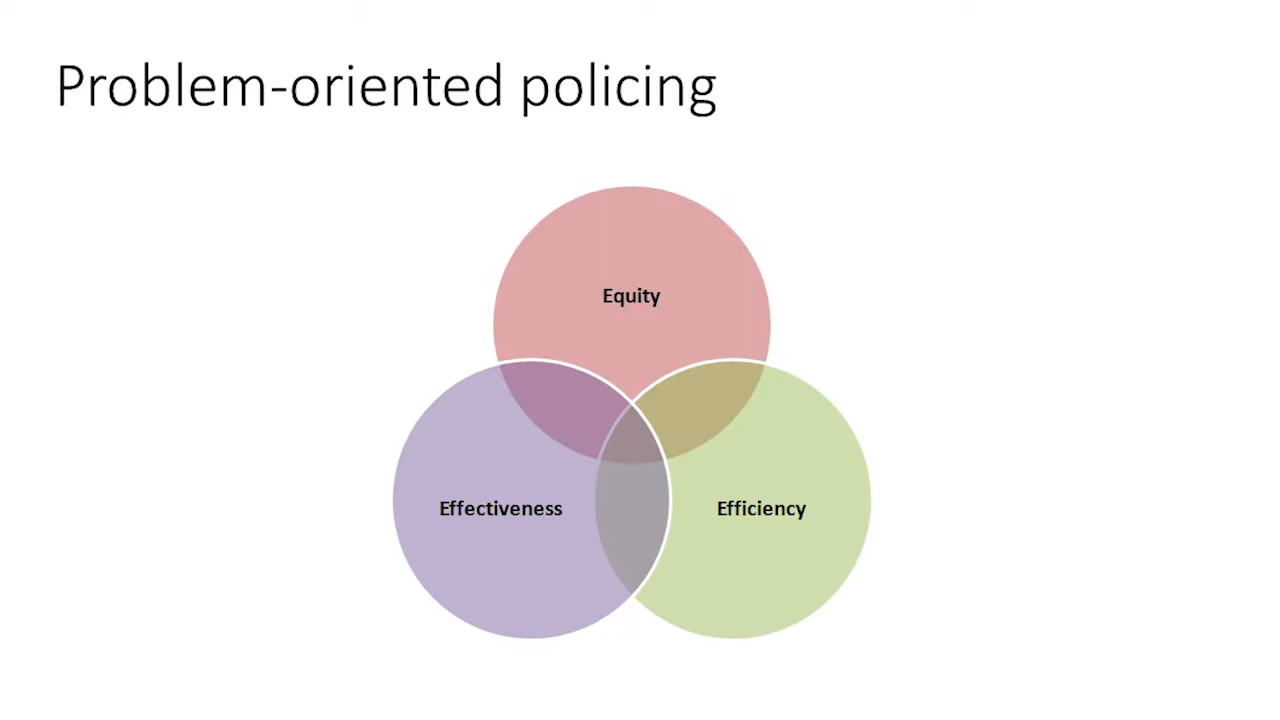 Problem-oriented policing
Equity
Effectiveness
Efficiency